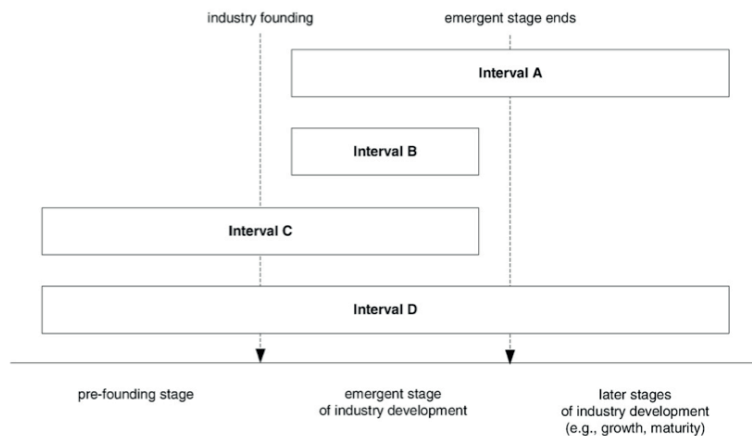 industry founding
emergent stage ends
Interval A
Interval B
Interval C
Interval D
pre-founding stage
emergent stage
of industry development
later stages
of industry development
(e.g., growth, maturity)